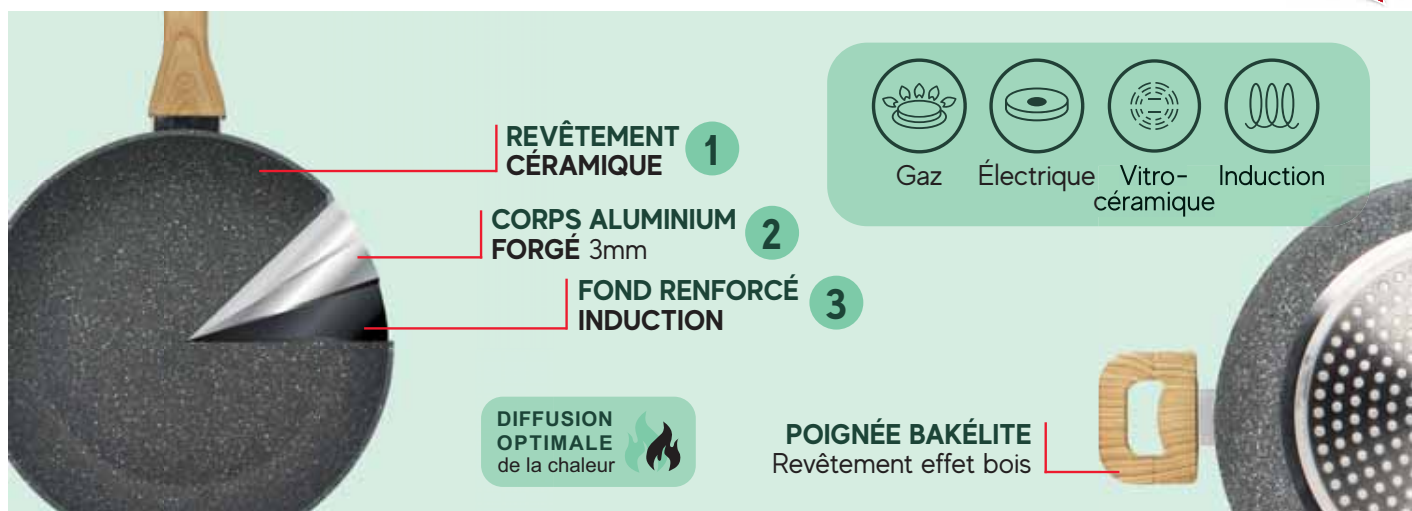 REVÊTEMENT
CÉRAMIQUE
1
CORPS ALUMINIUM
FORGÉ 3mm
2
FOND RENFORCÉ
INDUCTION
3
DIFFUSION
OPTIMALE
de la chaleur
Gaz
Électrique
Vitro-
céramique
Induction
POIGNÉE BAKÉLITE
Revêtement effet bois